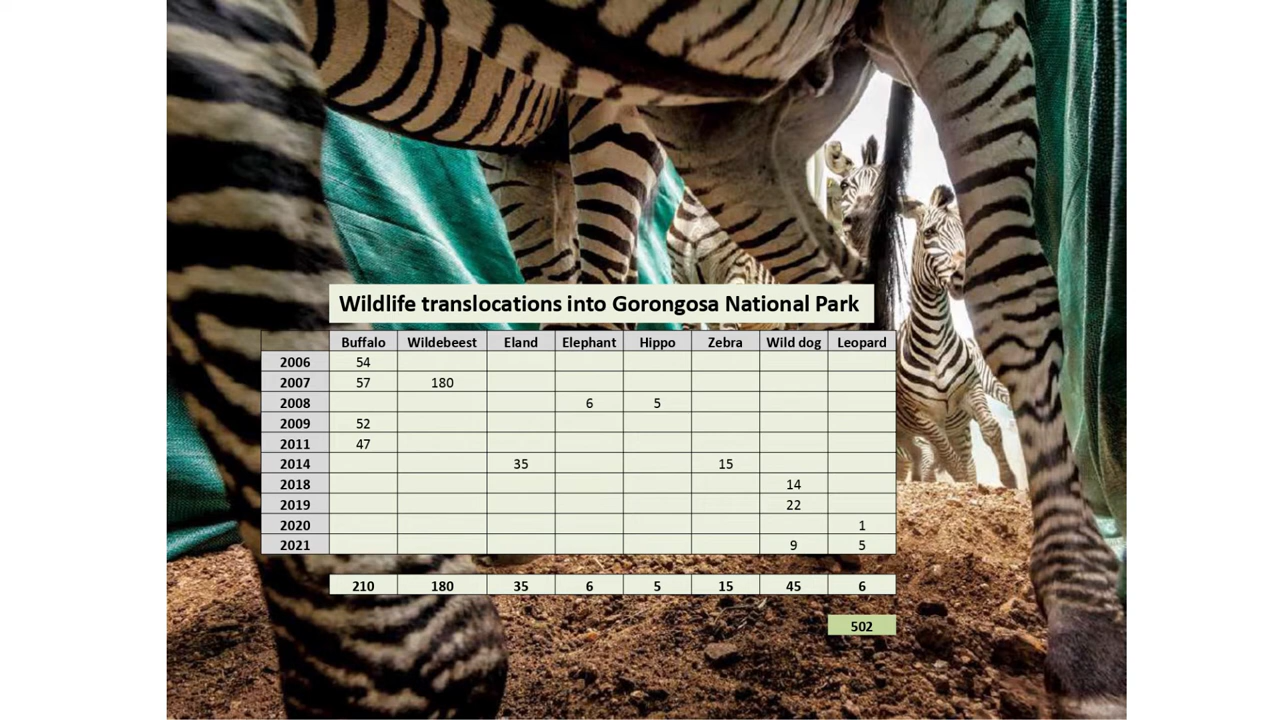 Wildlife translocations into Gorongosa National Park
Buffalo Wildebeest Eland Elephant Hippo Zebra Wild dog Leopard
2006 54
2007 57 180
2008 6 5
2009 52
2011 47
2014 35 15
2018 14
2019 22
2020 1
2021 9 5
210 180 35 6 5 15 45 6
502